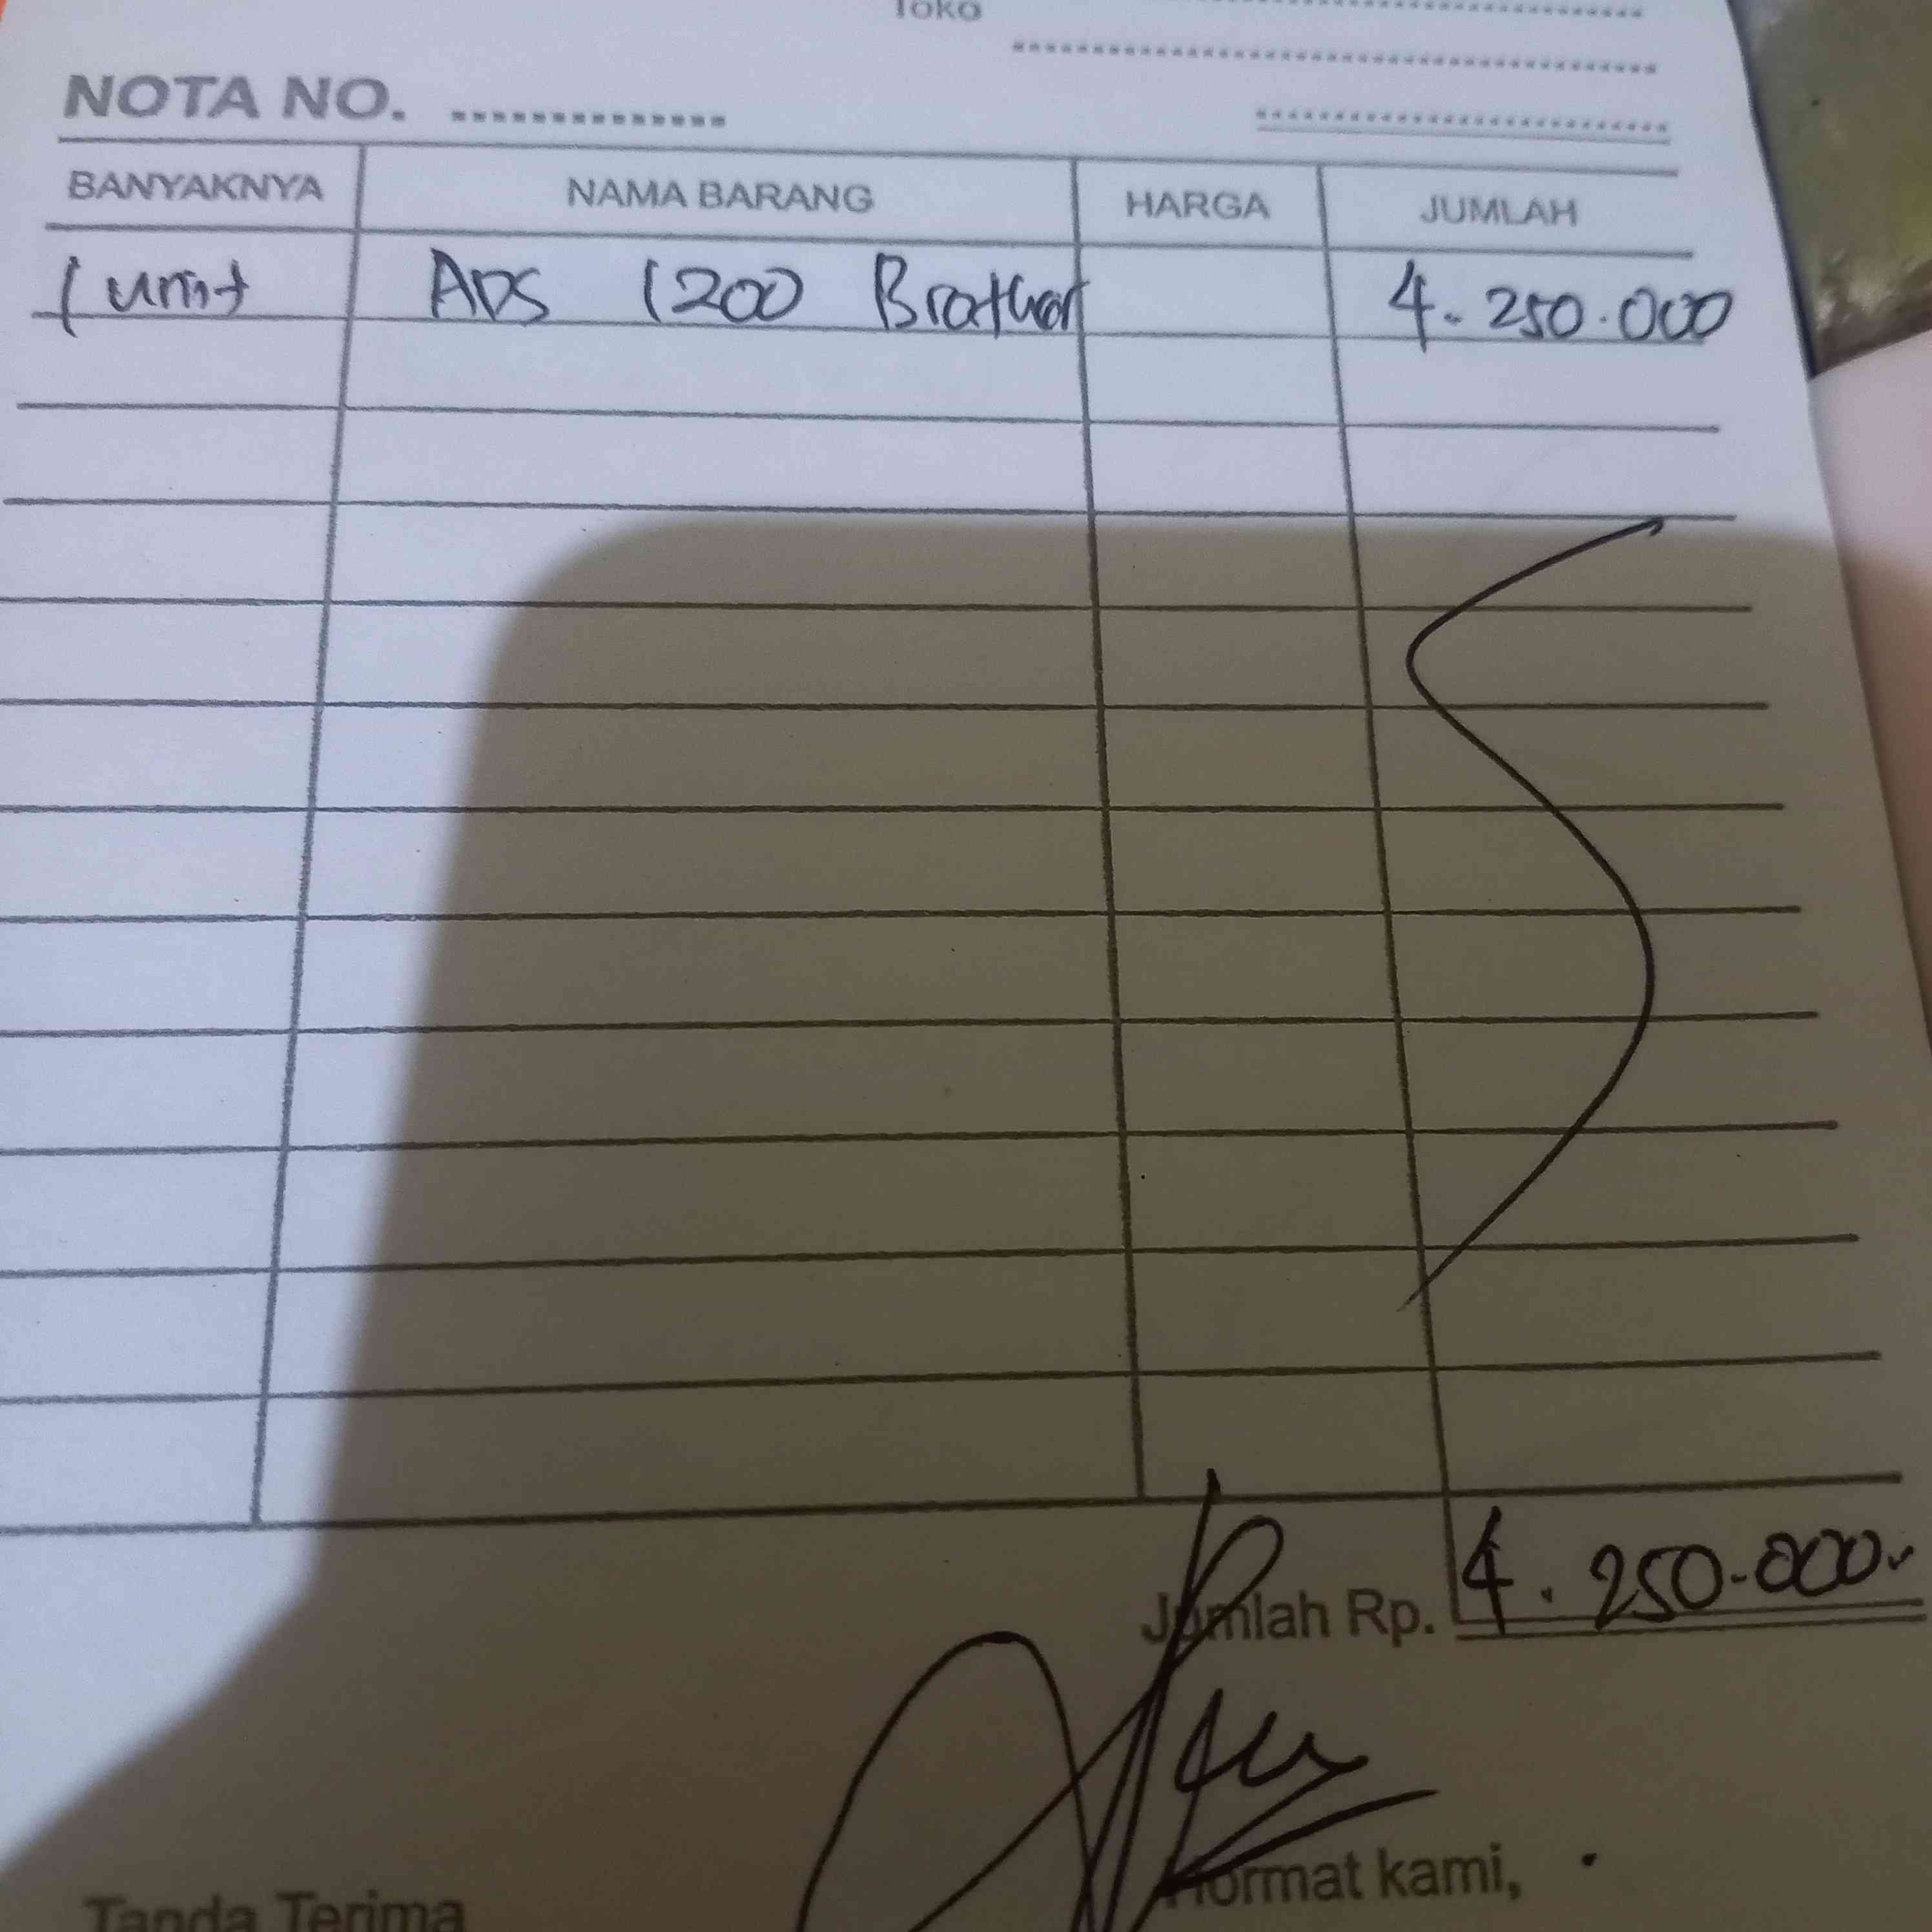 Toko
NOTA NO.
BANYAKNYA NAMA BARANG HARGA JUMLAH
1 unit ADS 1200 Brother 4.250.000
Jumlah Rp. 4.250.000
Tanda Terima Hormat kami,